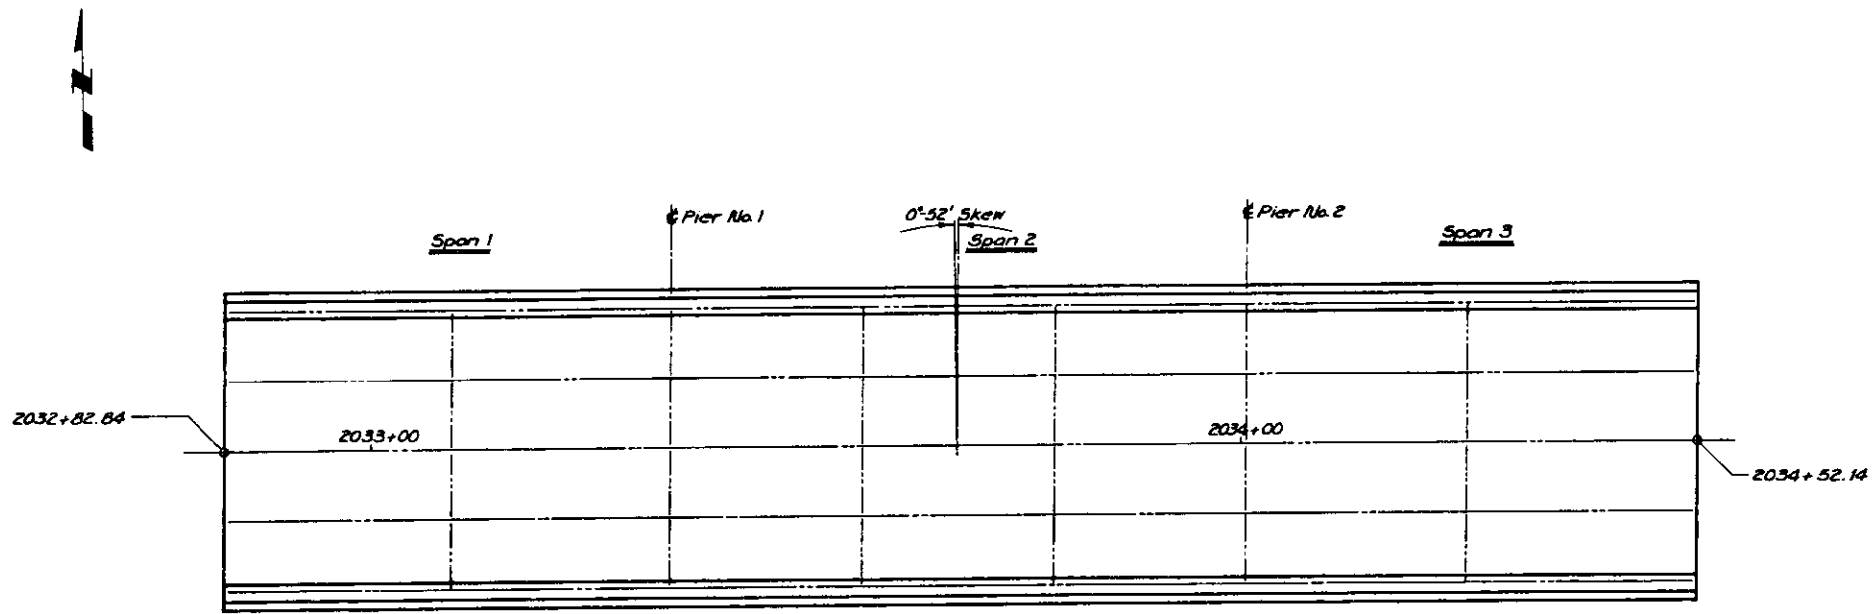 N
℄ Pier No. 1
0°-52' Skew
℄ Pier No. 2
Span 1
Span 2
Span 3
2032+82.84
2033+00
2034+00
2034+52.14